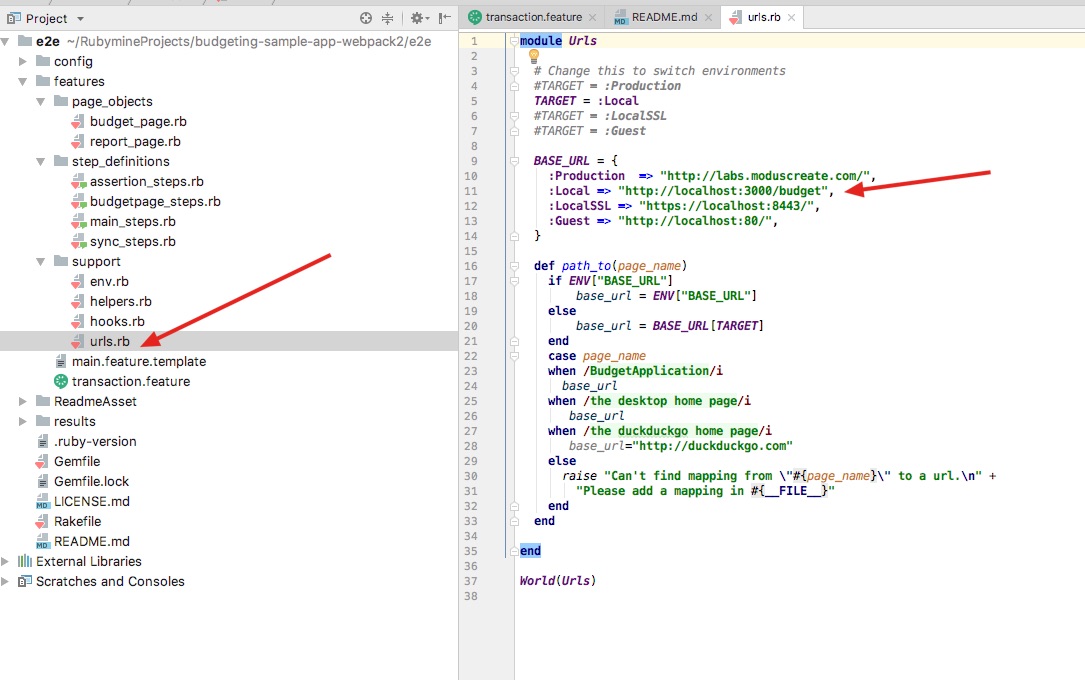 Project
e2e ~/RubymineProjects/budgeting-sample-app-webpack2/e2e
config
features
page_objects
budget_page.rb
report_page.rb
step_definitions
assertion_steps.rb
budgetpage_steps.rb
main_steps.rb
sync_steps.rb
support
env.rb
helpers.rb
hooks.rb
urls.rb
main.feature.template
transaction.feature
ReadmeAsset
results
.ruby-version
Gemfile
Gemfile.lock
LICENSE.md
Rakefile
README.md
External Libraries
Scratches and Consoles
transaction.feature README.md urls.rb
1 module Urls
2
3 # Change this to switch environments
4 #TARGET = :Production
5 TARGET = :Local
6 #TARGET = :LocalSSL
7 #TARGET = :Guest
8
9 BASE_URL = {
10 :Production => "http://labs.moduscreate.com/",
11 :Local => "http://localhost:3000/budget",
12 :LocalSSL => "https://localhost:8443/",
13 :Guest => "http://localhost:80/",
14 }
15
16 def path_to(page_name)
17 if ENV["BASE_URL"]
18 base_url = ENV["BASE_URL"]
19 else
20 base_url = BASE_URL[TARGET]
21 end
22 case page_name
23 when /BudgetApplication/i
24 base_url
25 when /the desktop home page/i
26 base_url
27 when /the duckduckgo home page/i
28 base_url="http://duckduckgo.com"
29 else
30 raise "Can't find mapping from \"#{page_name}\" to a url.\n" +
31 "Please add a mapping in #{__FILE__}"
32 end
33 end
34
35 end
36
37 World(Urls)
38